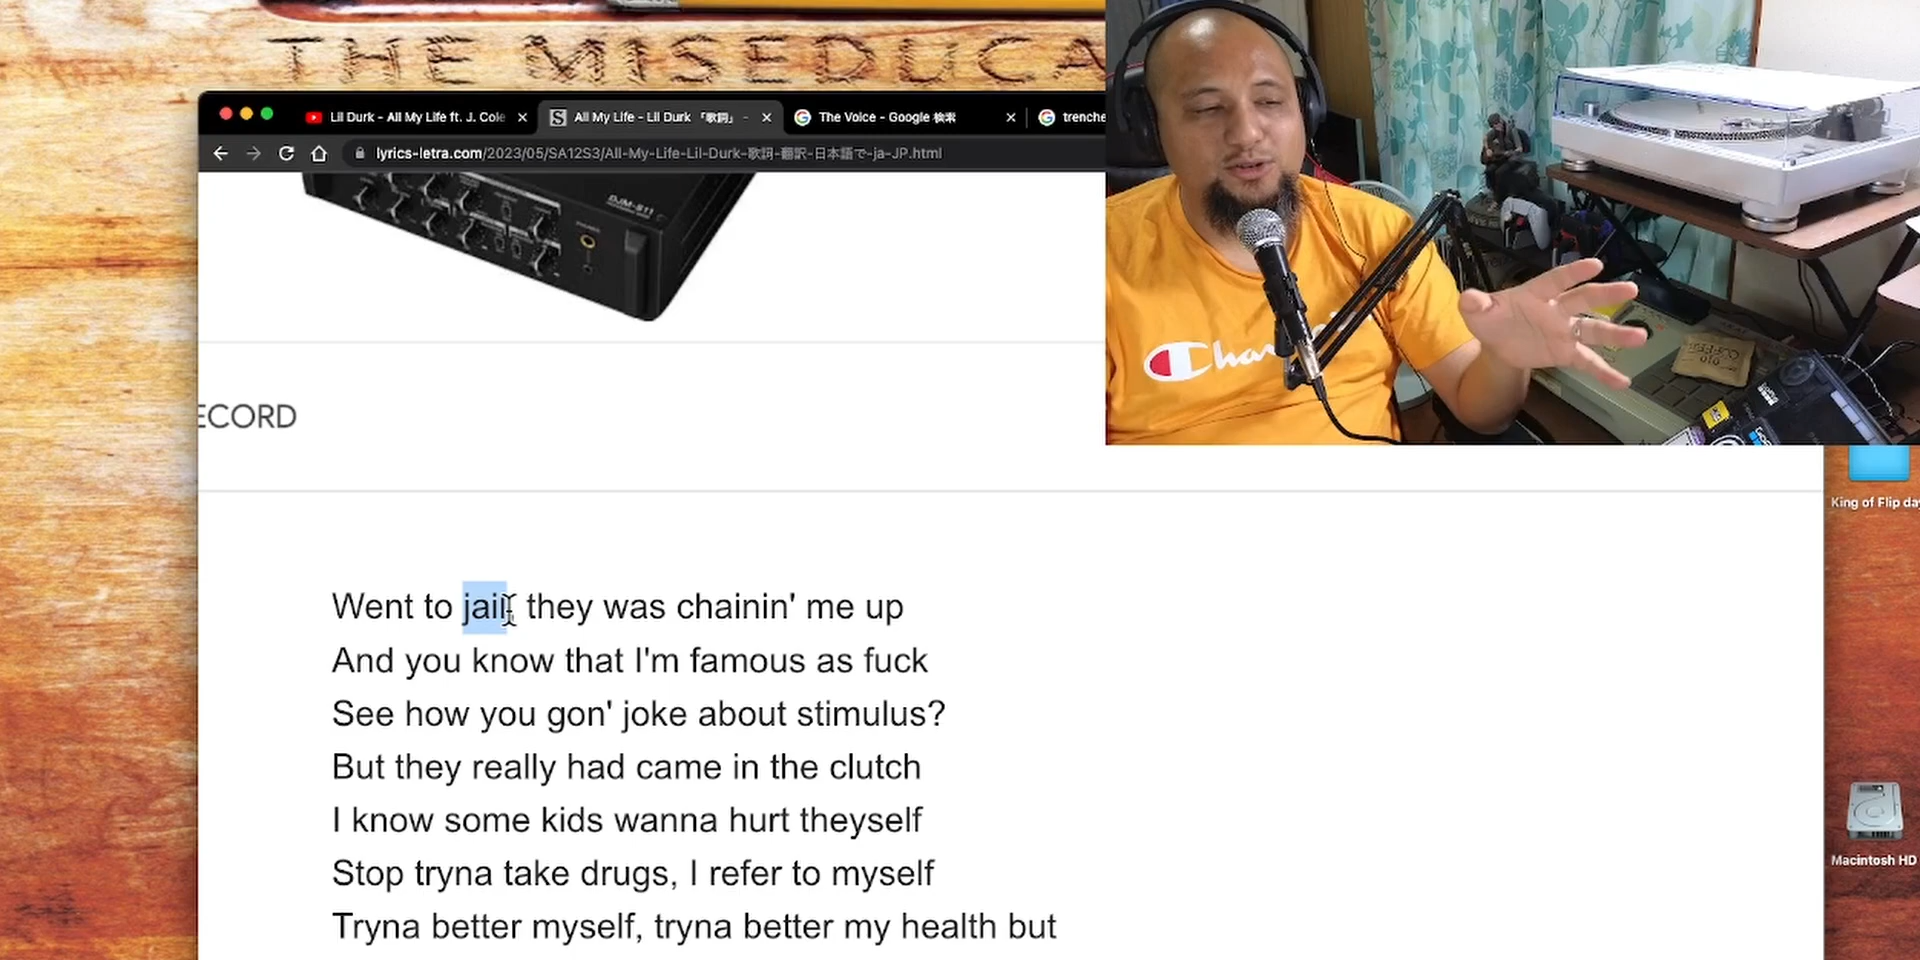 THE MISEDUCA
Lil Durk - All My Life ft. J. Cole
All My Life - Lil Durk 「歌詞」 -
The Voice - Google 検索
trenche
lyrics-letra.com/2023/05/SA12S3/All-My-Life-Lil-Durk-歌詞-翻訳-日本語で-ja-JP.html
DJM-S11
Cha
ECORD
King of Flip day
Went to jail, they was chainin' me up
And you know that I'm famous as fuck
See how you gon' joke about stimulus?
But they really had came in the clutch
I know some kids wanna hurt theyself
Stop tryna take drugs, I refer to myself
Tryna better myself, tryna better my health but
Macintosh HD